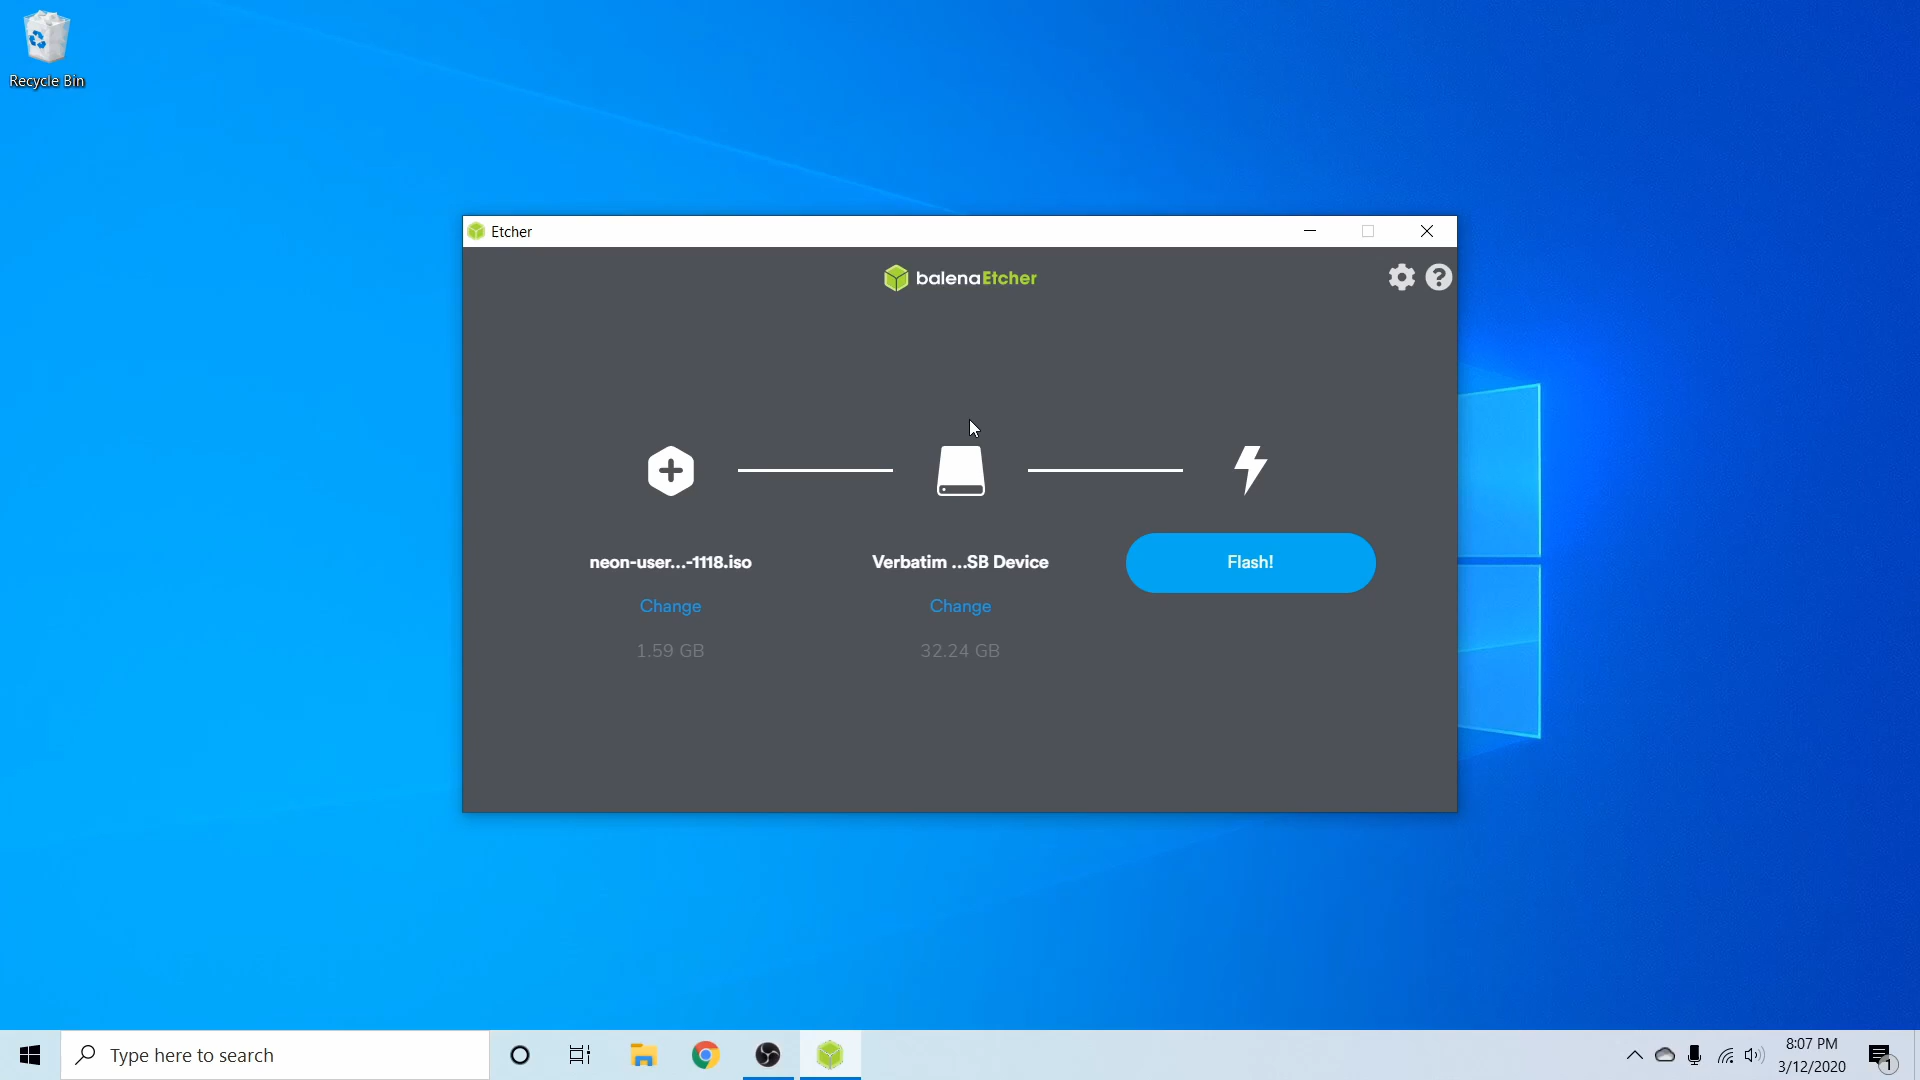 Recycle Bin
Etcher
balenaEtcher
neon-user...-1118.iso
Verbatim ...SB Device
Flash!
Change
Change
1.59 GB
32.24 GB
Type here to search
8:07 PM
3/12/2020
1